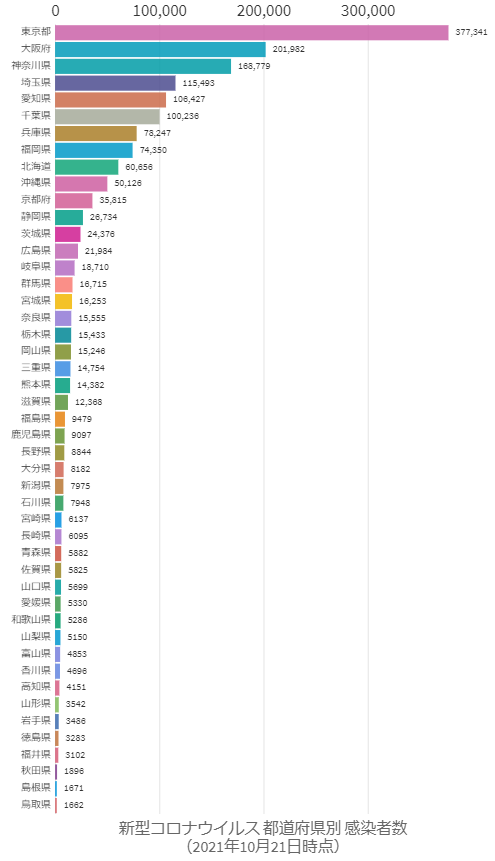 0 100,000 200,000 300,000
東京都 377,341
大阪府 201,982
神奈川県 168,779
埼玉県 115,493
愛知県 106,427
千葉県 100,236
兵庫県 78,247
福岡県 74,350
北海道 60,656
沖縄県 50,126
京都府 35,815
静岡県 26,734
茨城県 24,376
広島県 21,984
岐阜県 18,710
群馬県 16,715
宮城県 16,253
奈良県 15,555
栃木県 15,433
岡山県 15,246
三重県 14,754
熊本県 14,382
滋賀県 12,368
福島県 9479
鹿児島県 9097
長野県 8844
大分県 8182
新潟県 7975
石川県 7948
宮崎県 6137
長崎県 6095
青森県 5882
佐賀県 5825
山口県 5699
愛媛県 5330
和歌山県 5286
山梨県 5150
富山県 4853
香川県 4696
高知県 4151
山形県 3542
岩手県 3486
徳島県 3283
福井県 3102
秋田県 1896
島根県 1671
鳥取県 1662
新型コロナウイルス 都道府県別 感染者数
（2021年10月21日時点）